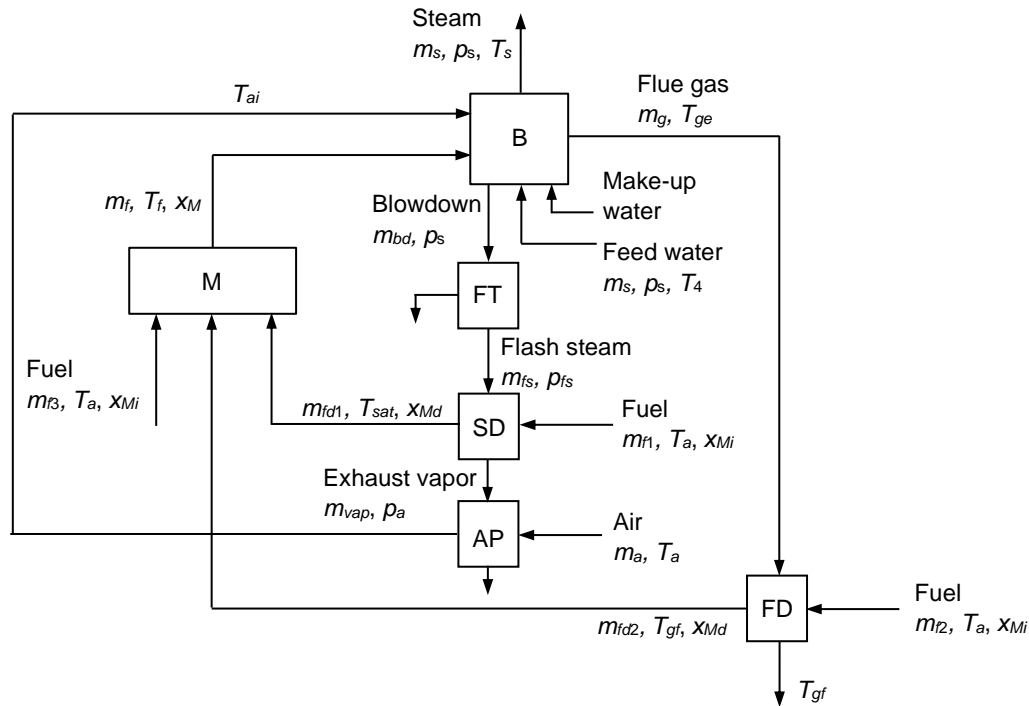 Steam
ms, ps, Ts
Tai
Flue gas
mg, Tge
B
mf, Tf, xM
Blowdown
mbd, ps
Make-up
water
Feed water
ms, ps, T4
M
FT
Flash steam
mfs, pfs
Fuel
mf3, Ta, xMi
mfd1, Tsat, xMd
SD
Fuel
mf1, Ta, xMi
Exhaust vapor
mvap, pa
AP
Air
ma, Ta
FD
Fuel
mf2, Ta, xMi
mfd2, Tgf, xMd
Tgf